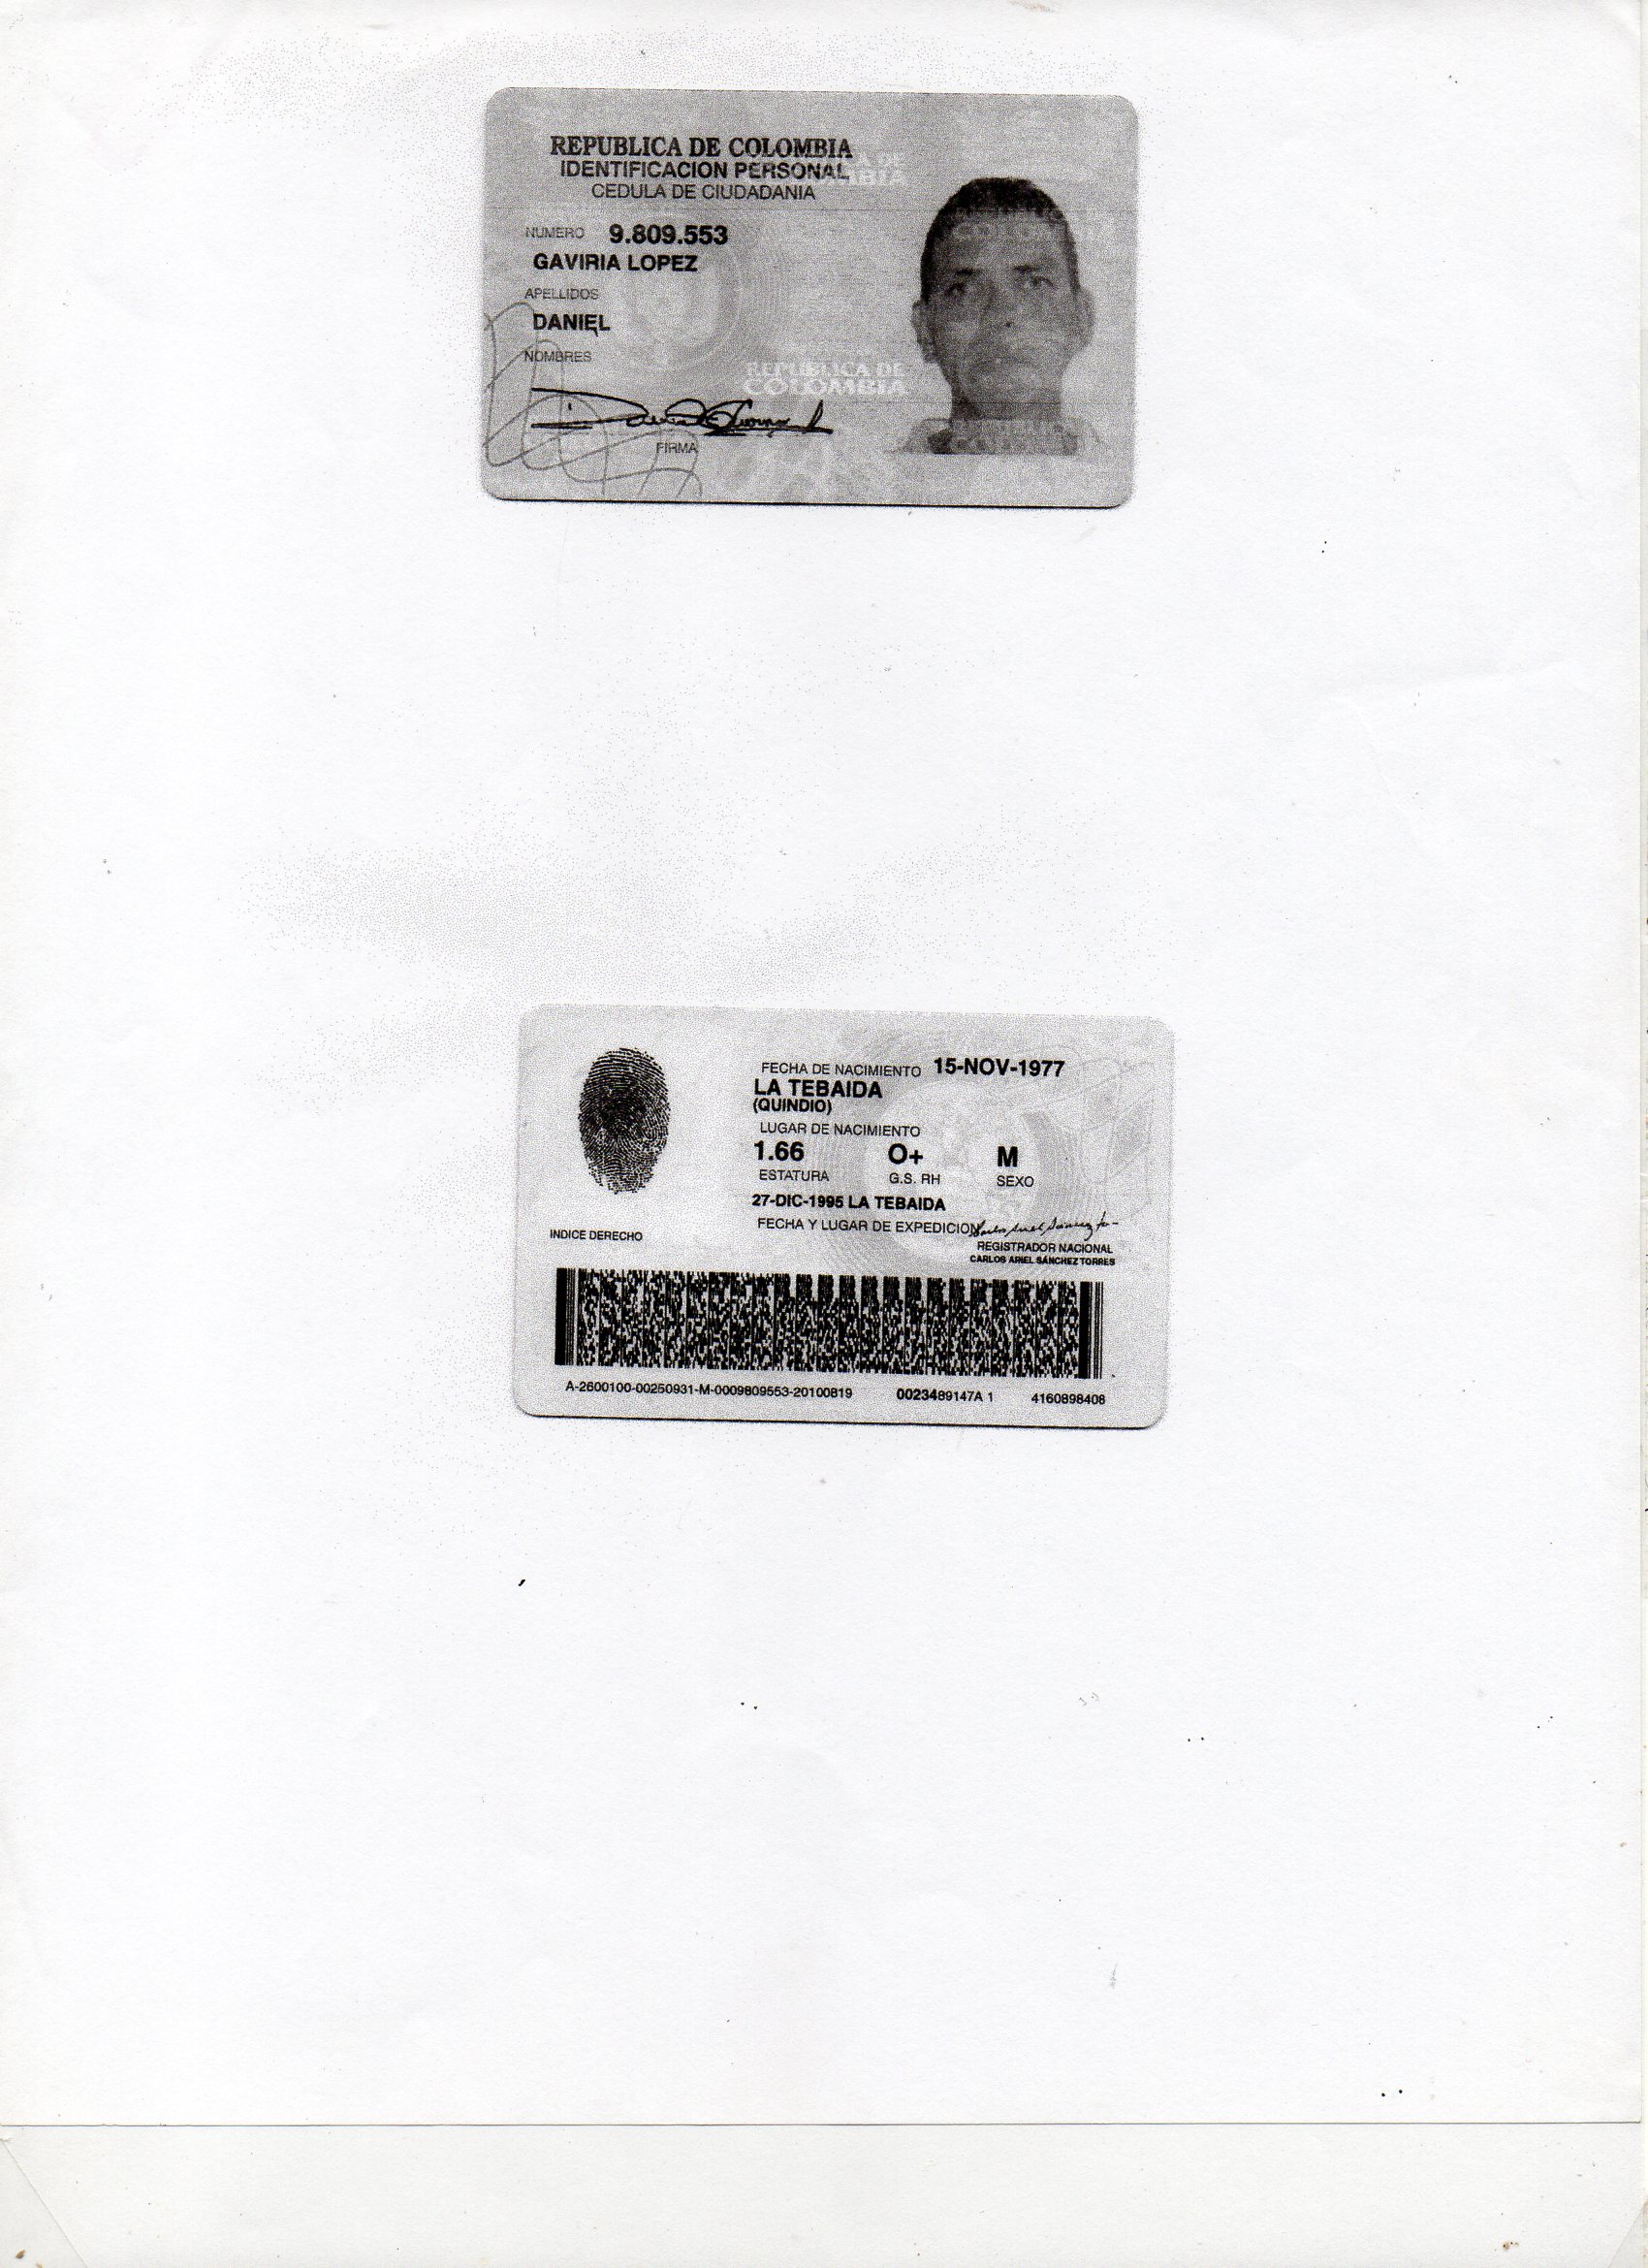 REPUBLICA DE COLOMBIA
IDENTIFICACION PERSONAL
CEDULA DE CIUDADANIA
NUMERO 9.809.553
GAVIRIA LOPEZ
APELLIDOS
DANIEL
NOMBRES
REPUBLICA DE
COLOMBIA
FIRMA
FECHA DE NACIMIENTO 15-NOV-1977
LA TEBAIDA
(QUINDIO)
LUGAR DE NACIMIENTO
1.66 O+ M
ESTATURA G.S. RH SEXO
27-DIC-1995 LA TEBAIDA
FECHA Y LUGAR DE EXPEDICION
INDICE DERECHO
REGISTRADOR NACIONAL
CARLOS ARIEL SÁNCHEZ TORRES
A-2600100-00250931-M-0009809553-20100819 0023489147A 1 4160898408